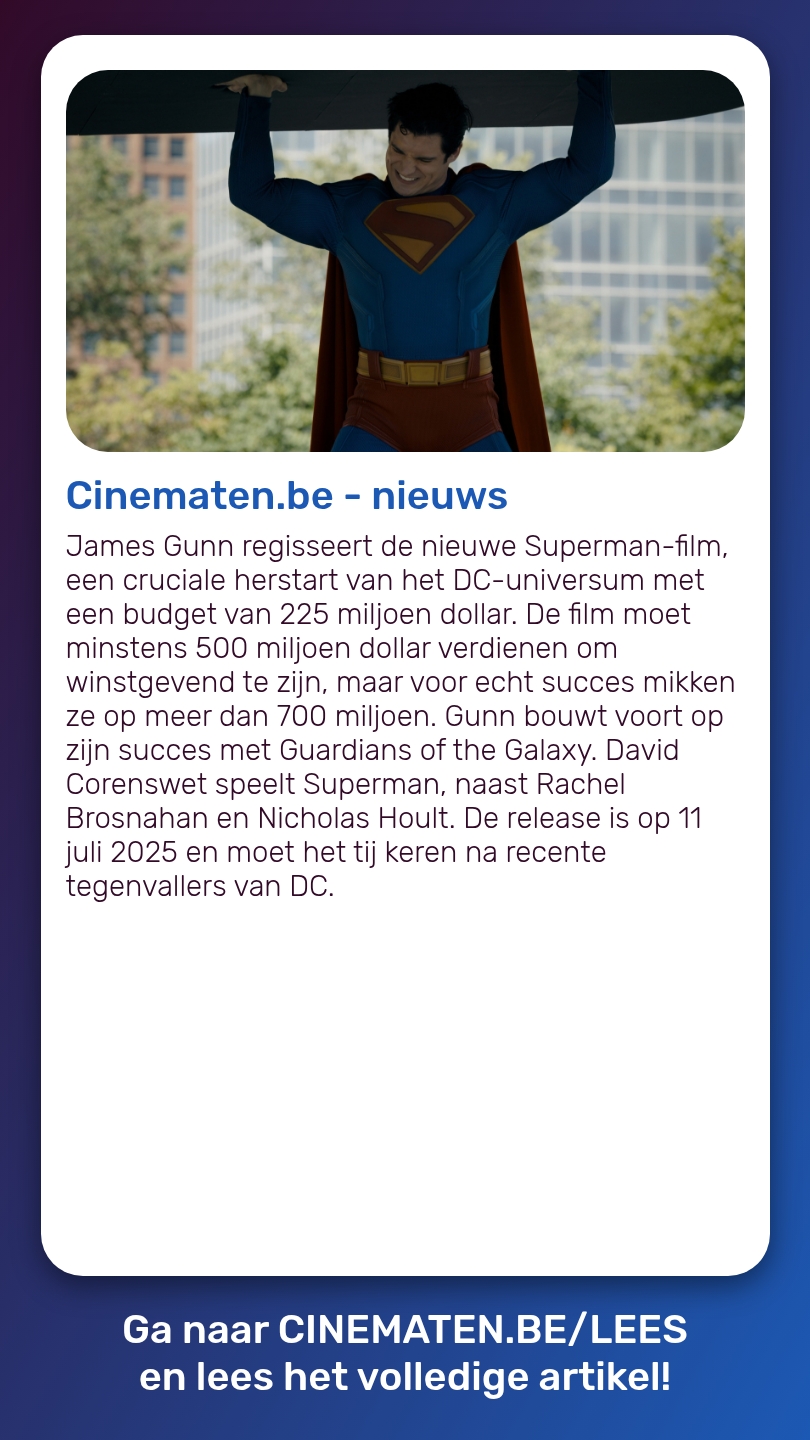 Cinematen.be - nieuws
James Gunn regisseert de nieuwe Superman-film,
een cruciale herstart van het DC-universum met
een budget van 225 miljoen dollar. De film moet
minstens 500 miljoen dollar verdienen om
winstgevend te zijn, maar voor echt succes mikken
ze op meer dan 700 miljoen. Gunn bouwt voort op
zijn succes met Guardians of the Galaxy. David
Corenswet speelt Superman, naast Rachel
Brosnahan en Nicholas Hoult. De release is op 11
juli 2025 en moet het tij keren na recente
tegenvallers van DC.
Ga naar CINEMATEN.BE/LEES
en lees het volledige artikel!